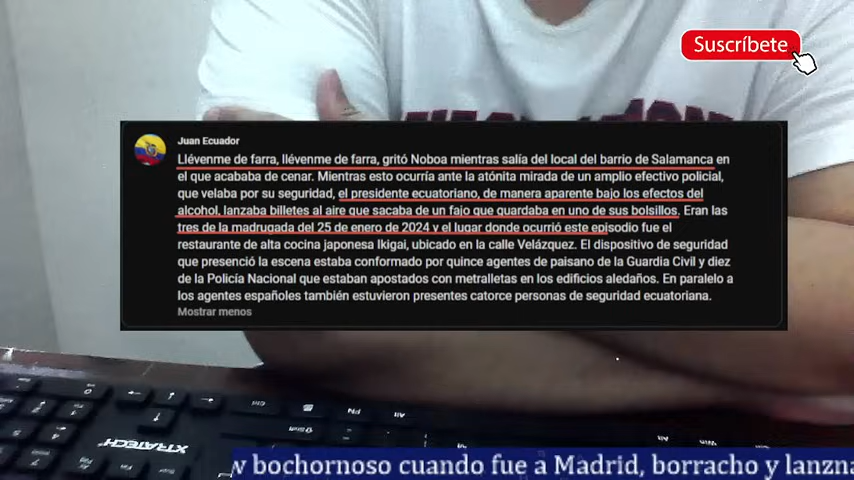 Suscríbete
Juan Ecuador
Llévenme de farra, llévenme de farra, gritó Noboa mientras salía del local del barrio de Salamanca en
el que acababa de cenar. Mientras esto ocurría ante la atónita mirada de un amplio efectivo policial,
que velaba por su seguridad, el presidente ecuatoriano, de manera aparente bajo los efectos del
alcohol, lanzaba billetes al aire que sacaba de un fajo que guardaba en uno de sus bolsillos. Eran las
tres de la madrugada del 25 de enero de 2024 y el lugar donde ocurrió este episodio fue el
restaurante de alta cocina japonesa Ikigai, ubicado en la calle Velázquez. El dispositivo de seguridad
que presenció la escena estaba conformado por quince agentes de paisano de la Guardia Civil y diez
de la Policía Nacional que estaban apostados con metralletas en los edificios aledaños. En paralelo a
los agentes españoles también estuvieron presentes catorce personas de seguridad ecuatoriana.
Mostrar menos
Ctrl
FN
Alt
Shift
XTRATECH
w bochornoso cuando fue a Madrid, borracho y lanzna